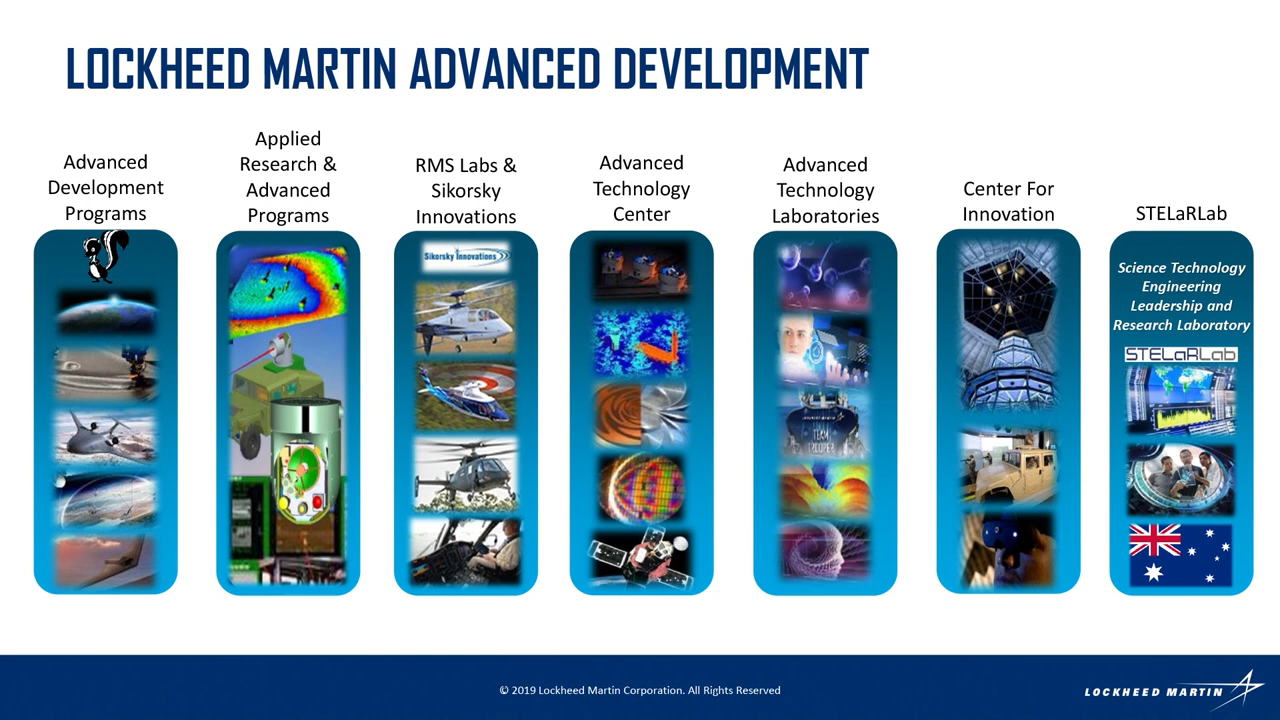 LOCKHEED MARTIN ADVANCED DEVELOPMENT
Advanced
Development
Programs
Applied
Research &
Advanced
Programs
RMS Labs &
Sikorsky
Innovations
Advanced
Technology
Center
Advanced
Technology
Laboratories
Center For
Innovation
STELaRLab
Sikorsky Innovations
TEAM
TROOPER
Science Technology
Engineering
Leadership and
Research Laboratory
STELaRLab
© 2019 Lockheed Martin Corporation. All Rights Reserved
LOCKHEED MARTIN